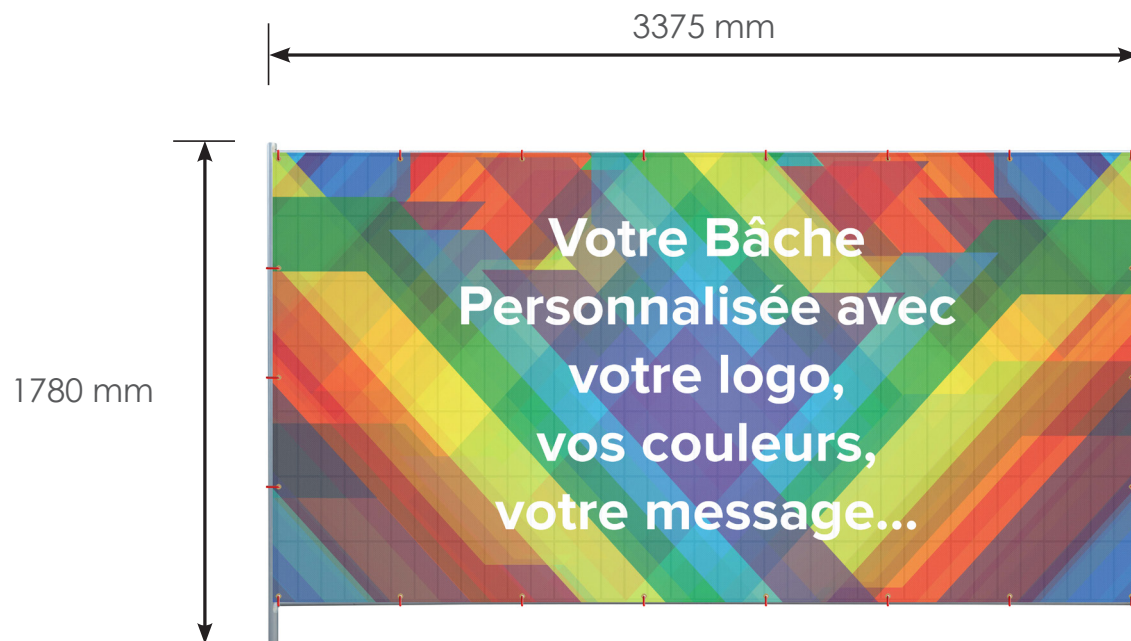 3375 mm
1780 mm
Votre Bâche
Personnalisée avec
votre logo,
vos couleurs,
votre message...